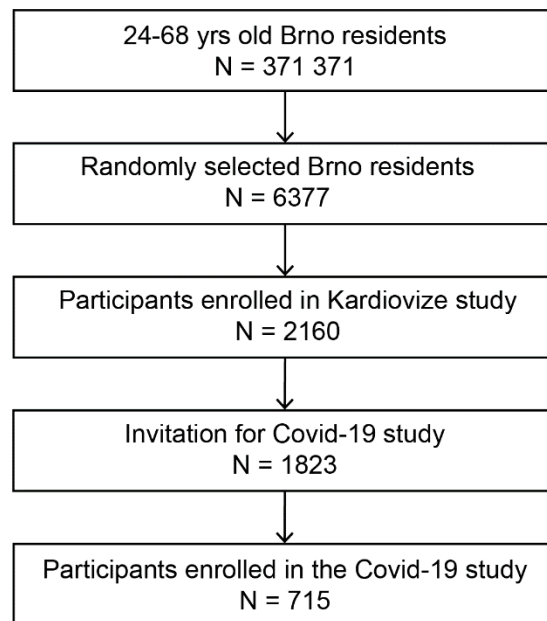 24-68 yrs old Brno residents
N = 371 371
Randomly selected Brno residents
N = 6377
Participants enrolled in Kardiovize study
N = 2160
Invitation for Covid-19 study
N = 1823
Participants enrolled in the Covid-19 study
N = 715